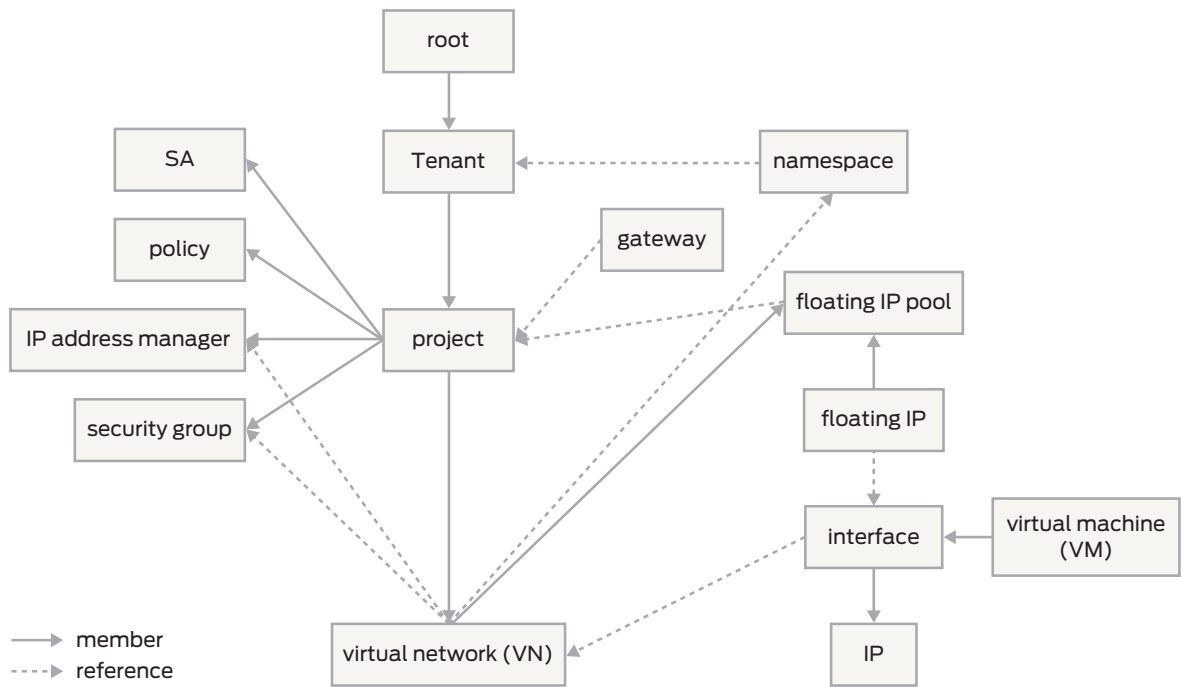 root
SA
Tenant
namespace
policy
gateway
floating IP pool
IP address manager
project
security group
floating IP
interface
virtual machine
(VM)
virtual network (VN)
IP
member
reference